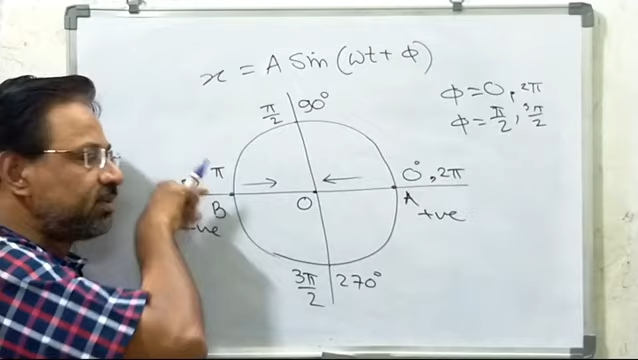 x = A Sin (ωt + φ)
φ = 0, 2π
φ = π/2, 3π/2
π/2 90°
π
0°, 2π
B
O
A
+ve
-ve
3π/2 270°